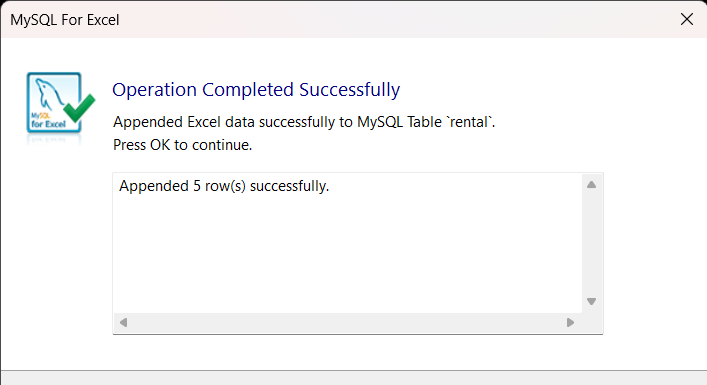 MySQL For Excel
MySQL
for Excel
Operation Completed Successfully
Appended Excel data successfully to MySQL Table `rental`.
Press OK to continue.
Appended 5 row(s) successfully.